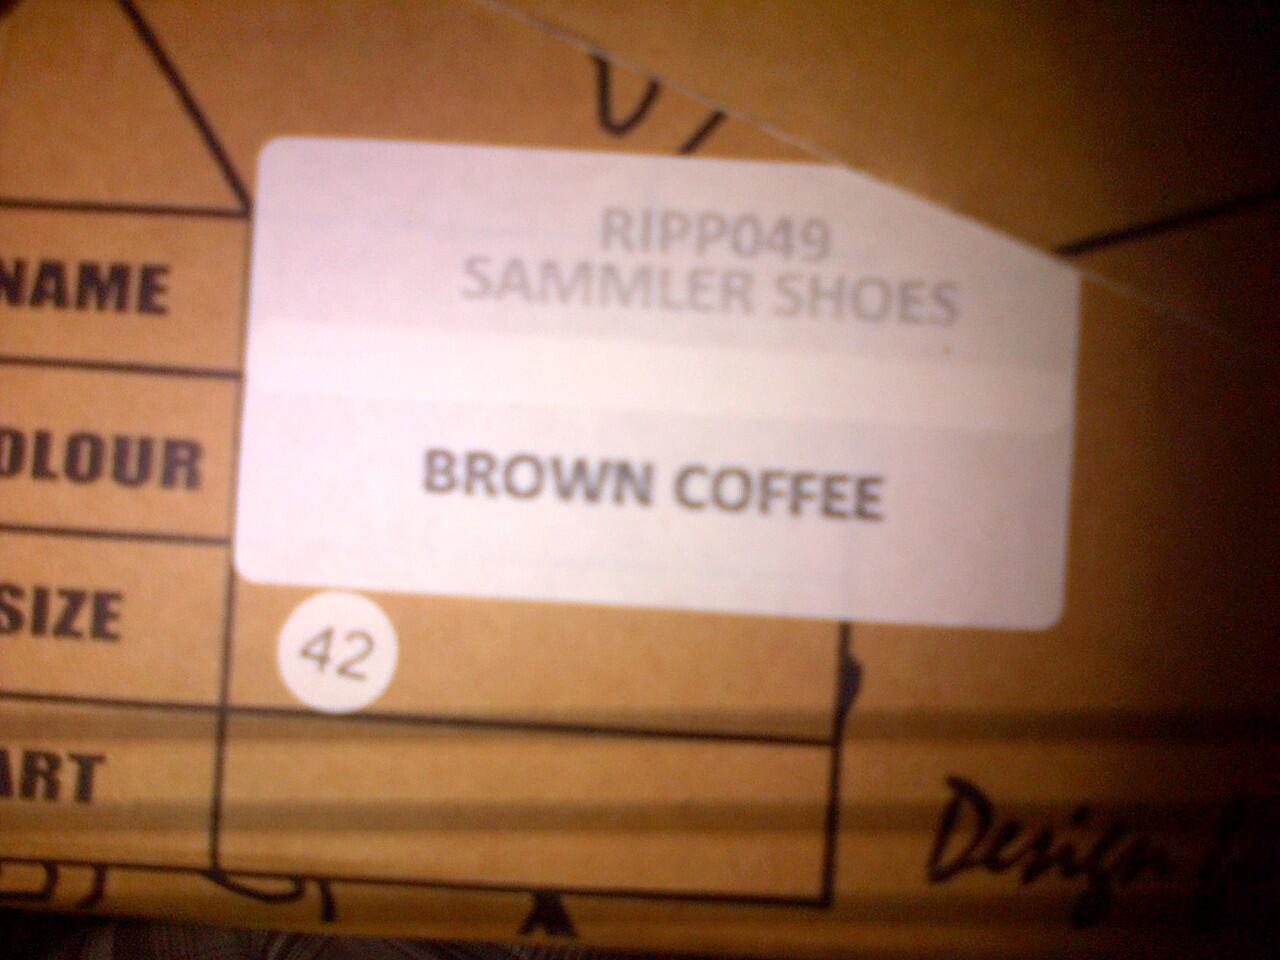 RIPP049
NAME SAMMLER SHOES
OLOUR BROWN COFFEE
SIZE 42
ART
Design